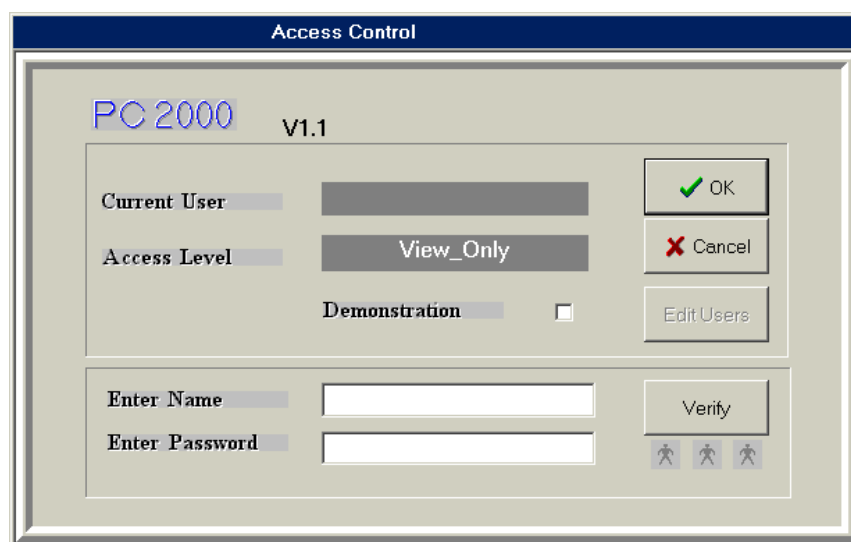 Access Control
PC 2000
V1.1
Current User
OK
Access Level
View_Only
Cancel
Demonstration
Edit Users
Enter Name
Verify
Enter Password